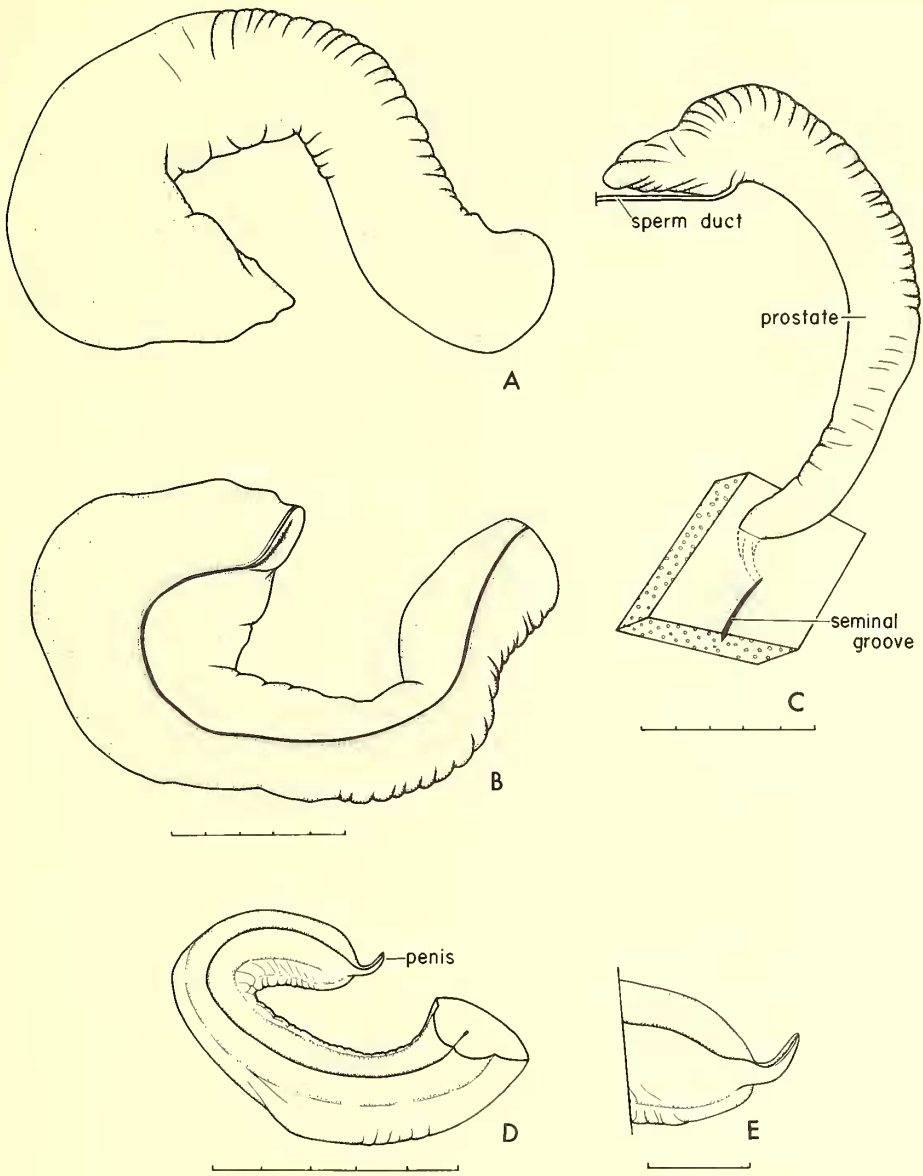 A
sperm duct
prostate
seminal
groove
C
B
penis
D
E